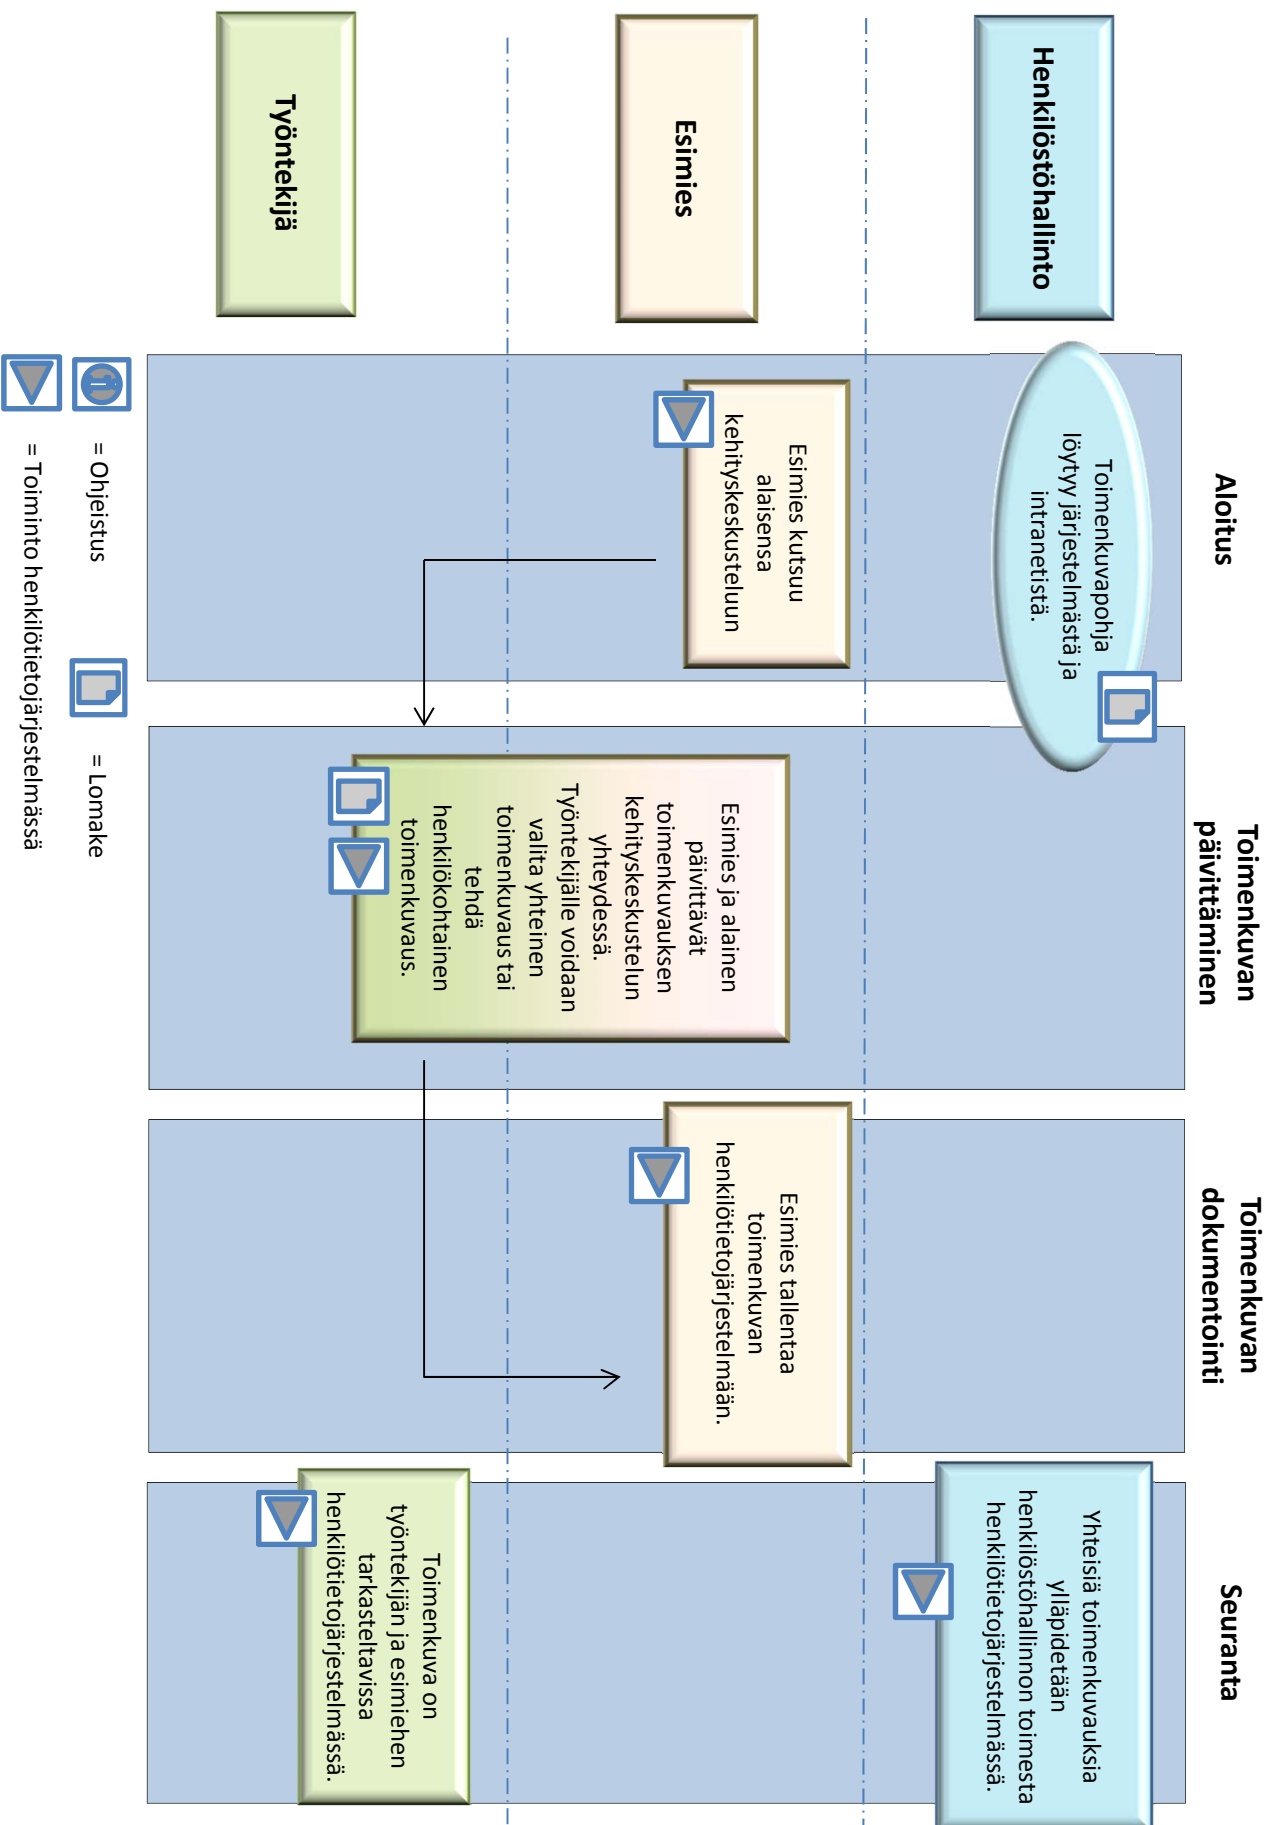 Aloitus
Toimenkuvan
päivittäminen
Toimenkuvan
dokumentointi
Seuranta
Henkilöstöhallinto
Toimenkuvapohja
löytyy järjestelmästä ja
intranetistä.
Yhteisiä toimenkuvauksia
ylläpidetään
henkilöstöhallinnon toimesta
henkilötietojärjestelmässä.
Esimies
Esimies kutsuu
alaisensa
kehityskeskusteluun
Esimies ja alainen
päivittävät
toimenkuvauksen
kehityskeskustelun
yhteydessä.
Työntekijälle voidaan
valita yhteinen
toimenkuvaus tai
tehdä
henkilökohtainen
toimenkuvaus.
Esimies tallentaa
toimenkuvan
henkilötietojärjestelmään.
Työntekijä
Toimenkuva on
työntekijän ja esimiehen
tarkasteltavissa
henkilötietojärjestelmässä.
= Ohjeistus
= Lomake
= Toiminto henkilötietojärjestelmässä